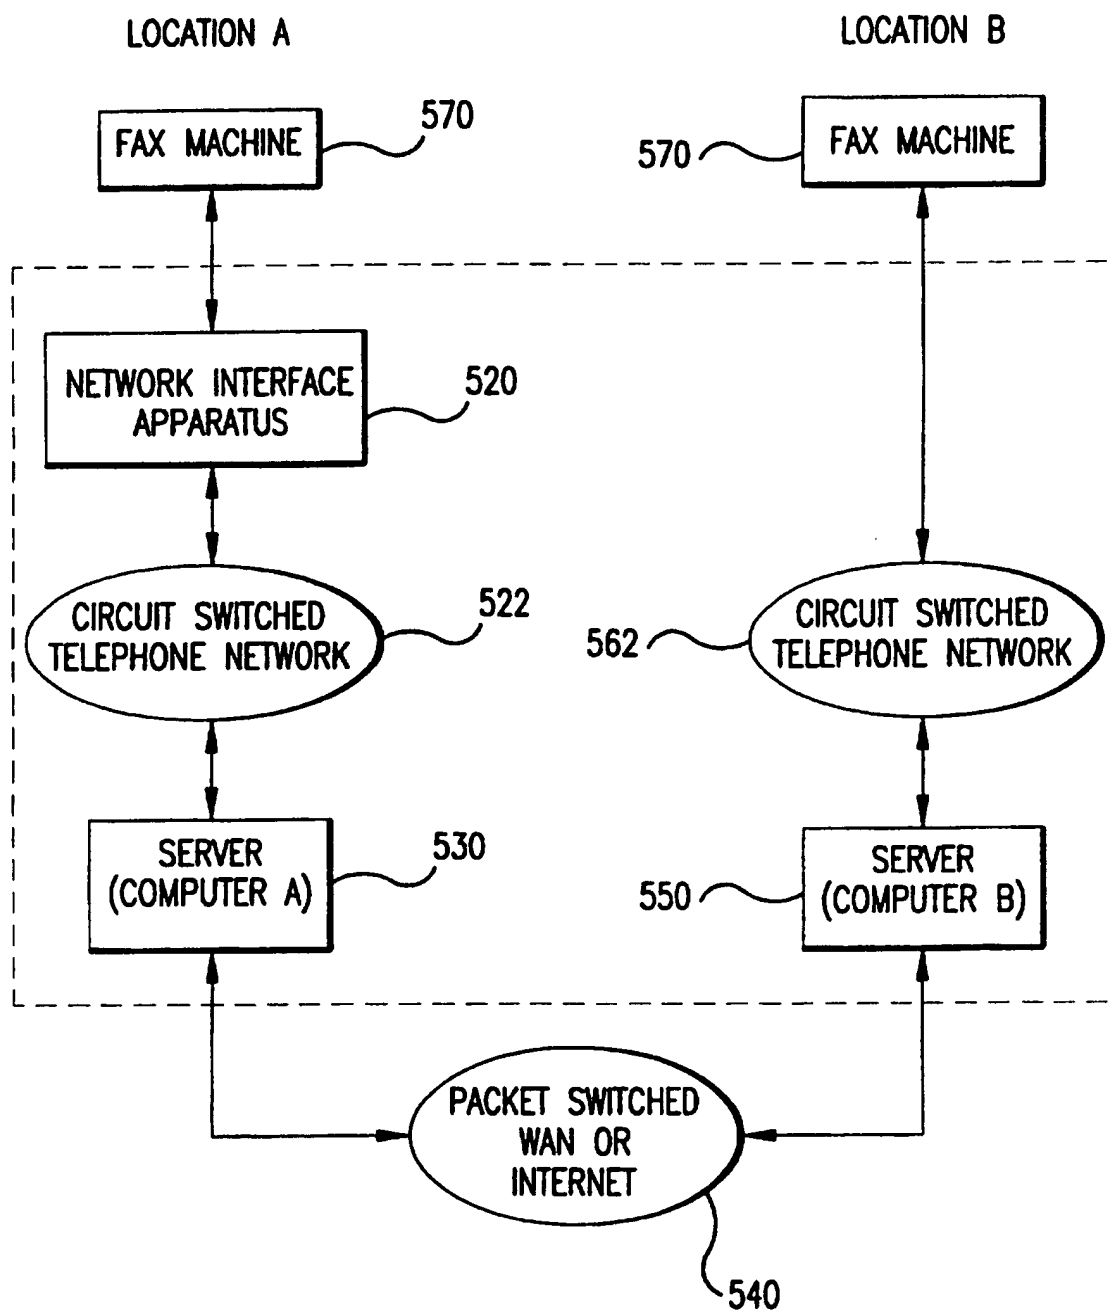 LOCATION A
LOCATION B
FAX MACHINE
570
570
FAX MACHINE
NETWORK INTERFACE
APPARATUS
520
CIRCUIT SWITCHED
TELEPHONE NETWORK
522
562
CIRCUIT SWITCHED
TELEPHONE NETWORK
SERVER
(COMPUTER A)
530
550
SERVER
(COMPUTER B)
PACKET SWITCHED
WAN OR
INTERNET
540